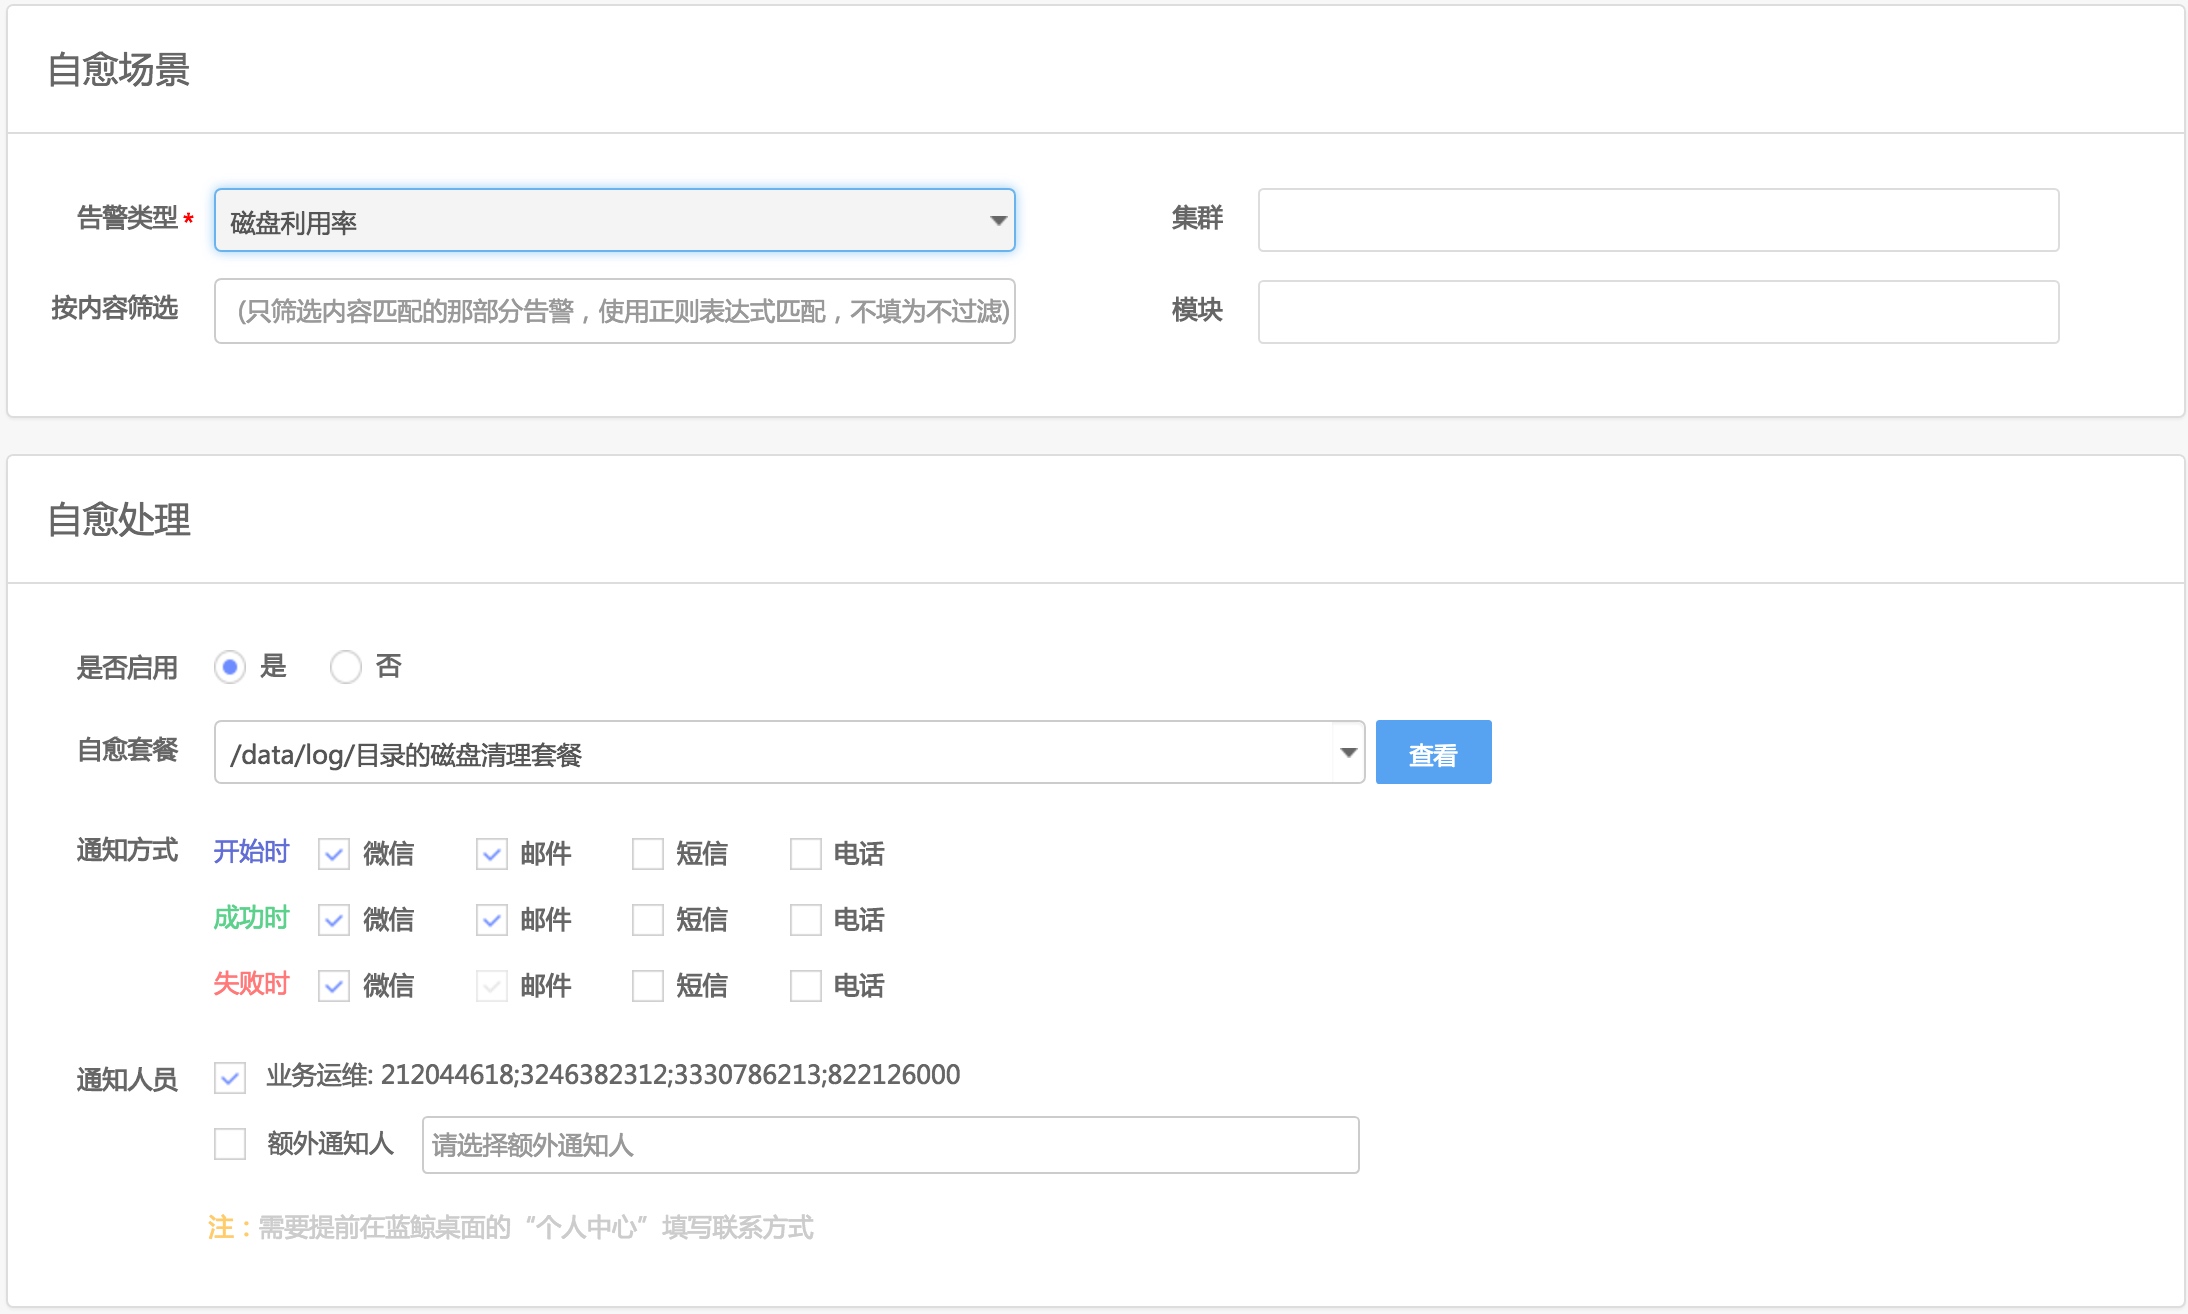 自愈场景
告警类型* 磁盘利用率 集群
按内容筛选 (只筛选内容匹配的那部分告警，使用正则表达式匹配，不填为不过滤) 模块
自愈处理
是否启用 是 否
自愈套餐 /data/log/目录的磁盘清理套餐 查看
通知方式 开始时 微信 邮件 短信 电话
成功时 微信 邮件 短信 电话
失败时 微信 邮件 短信 电话
通知人员 业务运维: 212044618;3246382312;3330786213;822126000
额外通知人 请选择额外通知人
注：需要提前在蓝鲸桌面的“个人中心”填写联系方式